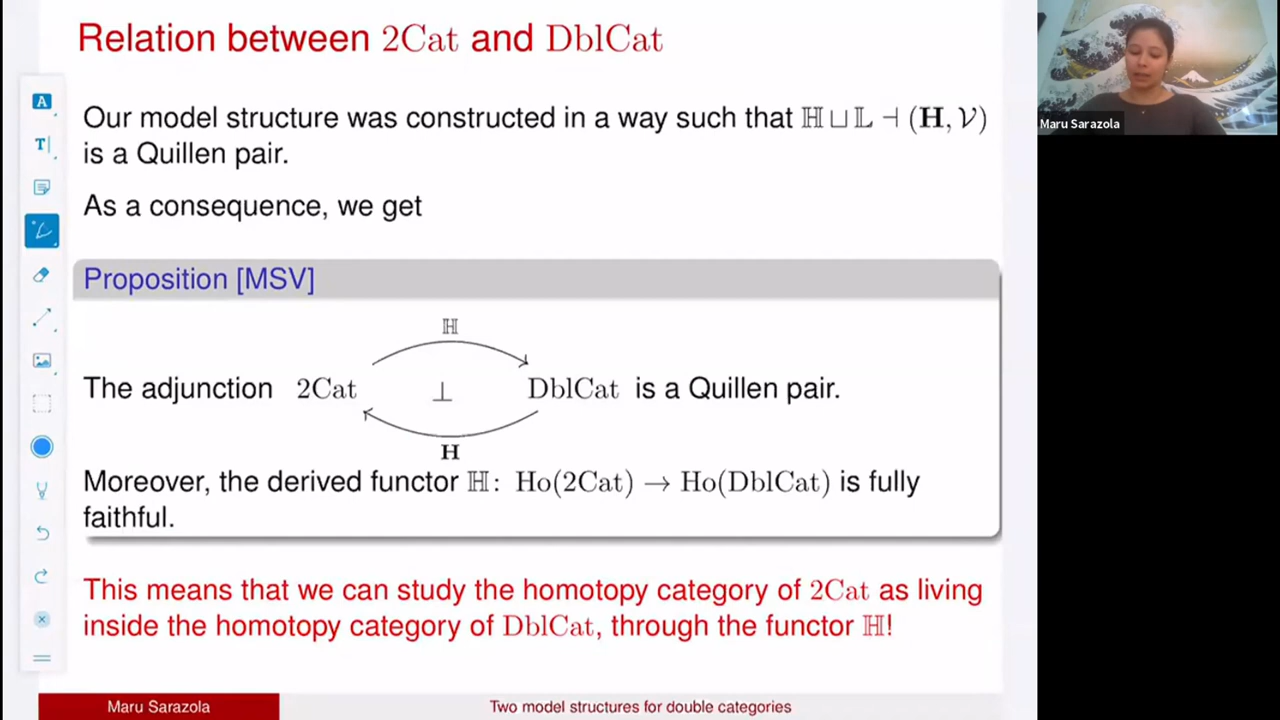 Relation between 2Cat and DblCat
Our model structure was constructed in a way such that ℍ ⊔ 𝕃 ⊣ (𝐇, 𝒱)
is a Quillen pair.
As a consequence, we get
Proposition [MSV]
ℍ
The adjunction 2Cat ⊥ DblCat is a Quillen pair.
𝐇
Moreover, the derived functor ℍ: Ho(2Cat) → Ho(DblCat) is fully
faithful.
This means that we can study the homotopy category of 2Cat as living
inside the homotopy category of DblCat, through the functor ℍ!
Maru Sarazola
Two model structures for double categories
Maru Sarazola
A
T